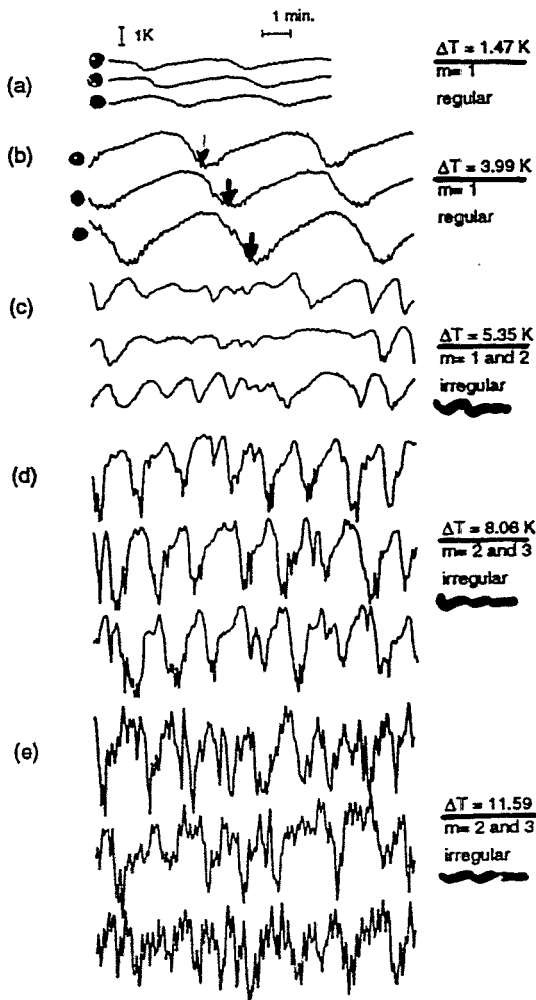 1K
1 min.
(a)
ΔT = 1.47 K
m= 1
regular
(b)
ΔT = 3.99 K
m= 1
regular
(c)
ΔT = 5.35 K
m= 1 and 2
irregular
(d)
ΔT = 8.06 K
m= 2 and 3
irregular
(e)
ΔT = 11.59
m= 2 and 3
irregular